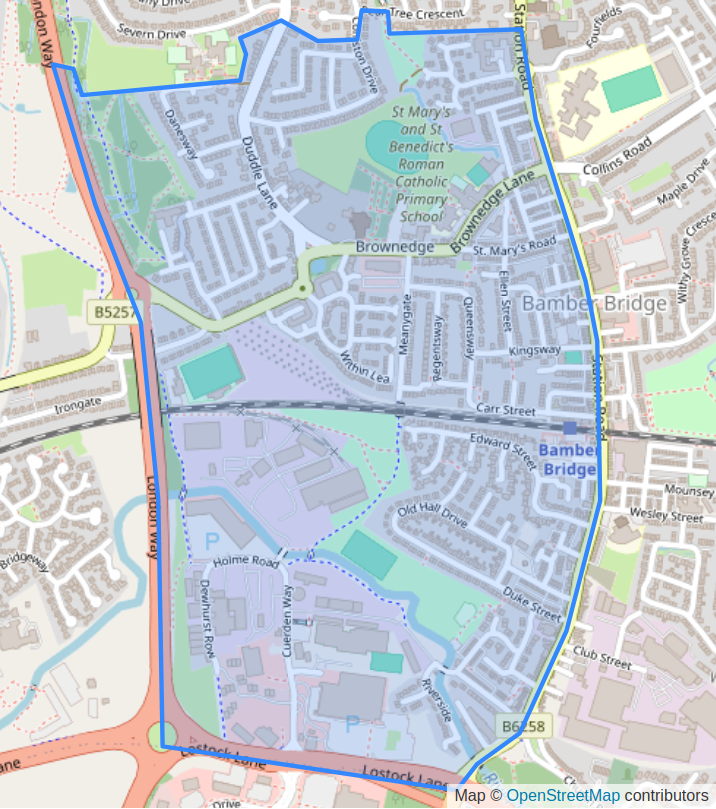 Severn Drive
Tree Crescent
Fourfields
Station Road
London Way
Danesway
Duddle Lane
St Mary's
and St
Benedict's
Roman
Catholic
Primary
School
Collins Road
Maple Drive
Brownedge Lane
Brownedge
St. Mary's Road
Withy Grove Crescent
Ellen Street
B5257
Bamber Bridge
Meanygate
Regentsway
Queensway
Kingsway
Within Lea
Station Road
Irongate
Carr Street
Edward Street
Bamber
Bridge
London Way
Mounsey
Wesley Street
Old Hall Drive
P
Bridgeway
Holme Road
Dewhurst Row
Cuerden Way
Duke Street
Club Street
Riverside
P
B6258
Lostock Lane
Lostock Lane
Drive
Map © OpenStreetMap contributors